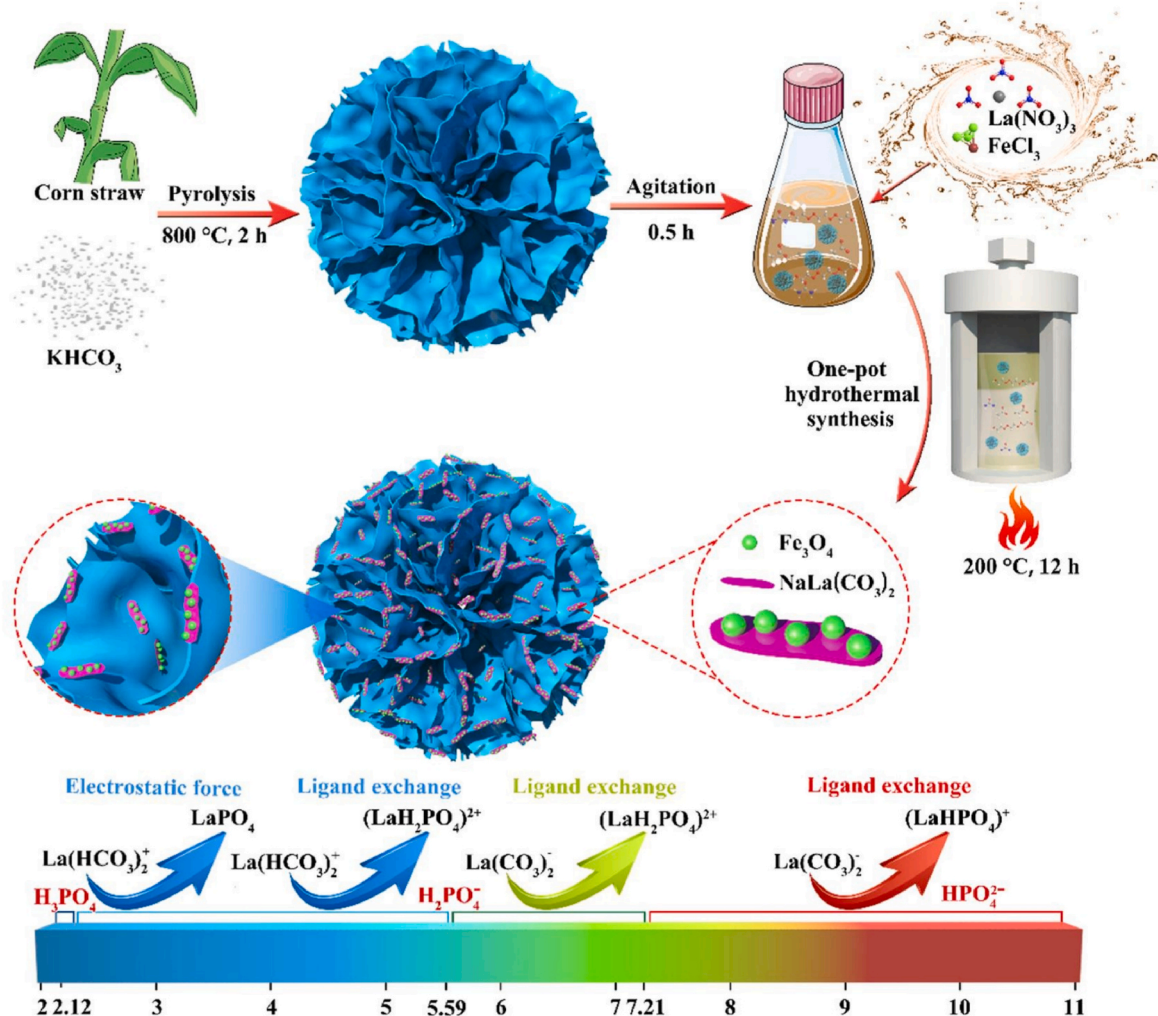 Corn straw
KHCO₃
Pyrolysis
800 °C, 2 h
Agitation
0.5 h
La(NO₃)₃
FeCl₃
One-pot
hydrothermal
synthesis
200 °C, 12 h
Fe₃O₄
NaLa(CO₃)₂
Electrostatic force
Ligand exchange
Ligand exchange
Ligand exchange
LaPO₄
(LaH₂PO₄)²⁺
(LaH₂PO₄)²⁺
(LaHPO₄)⁺
La(HCO₃)₂⁺
La(HCO₃)₂⁺
La(CO₃)₂⁻
La(CO₃)₂⁻
H₃PO₄
H₂PO₄⁻
HPO₄²⁻
2 2.12 3 4 5 5.59 6 7 7.21 8 9 10 11